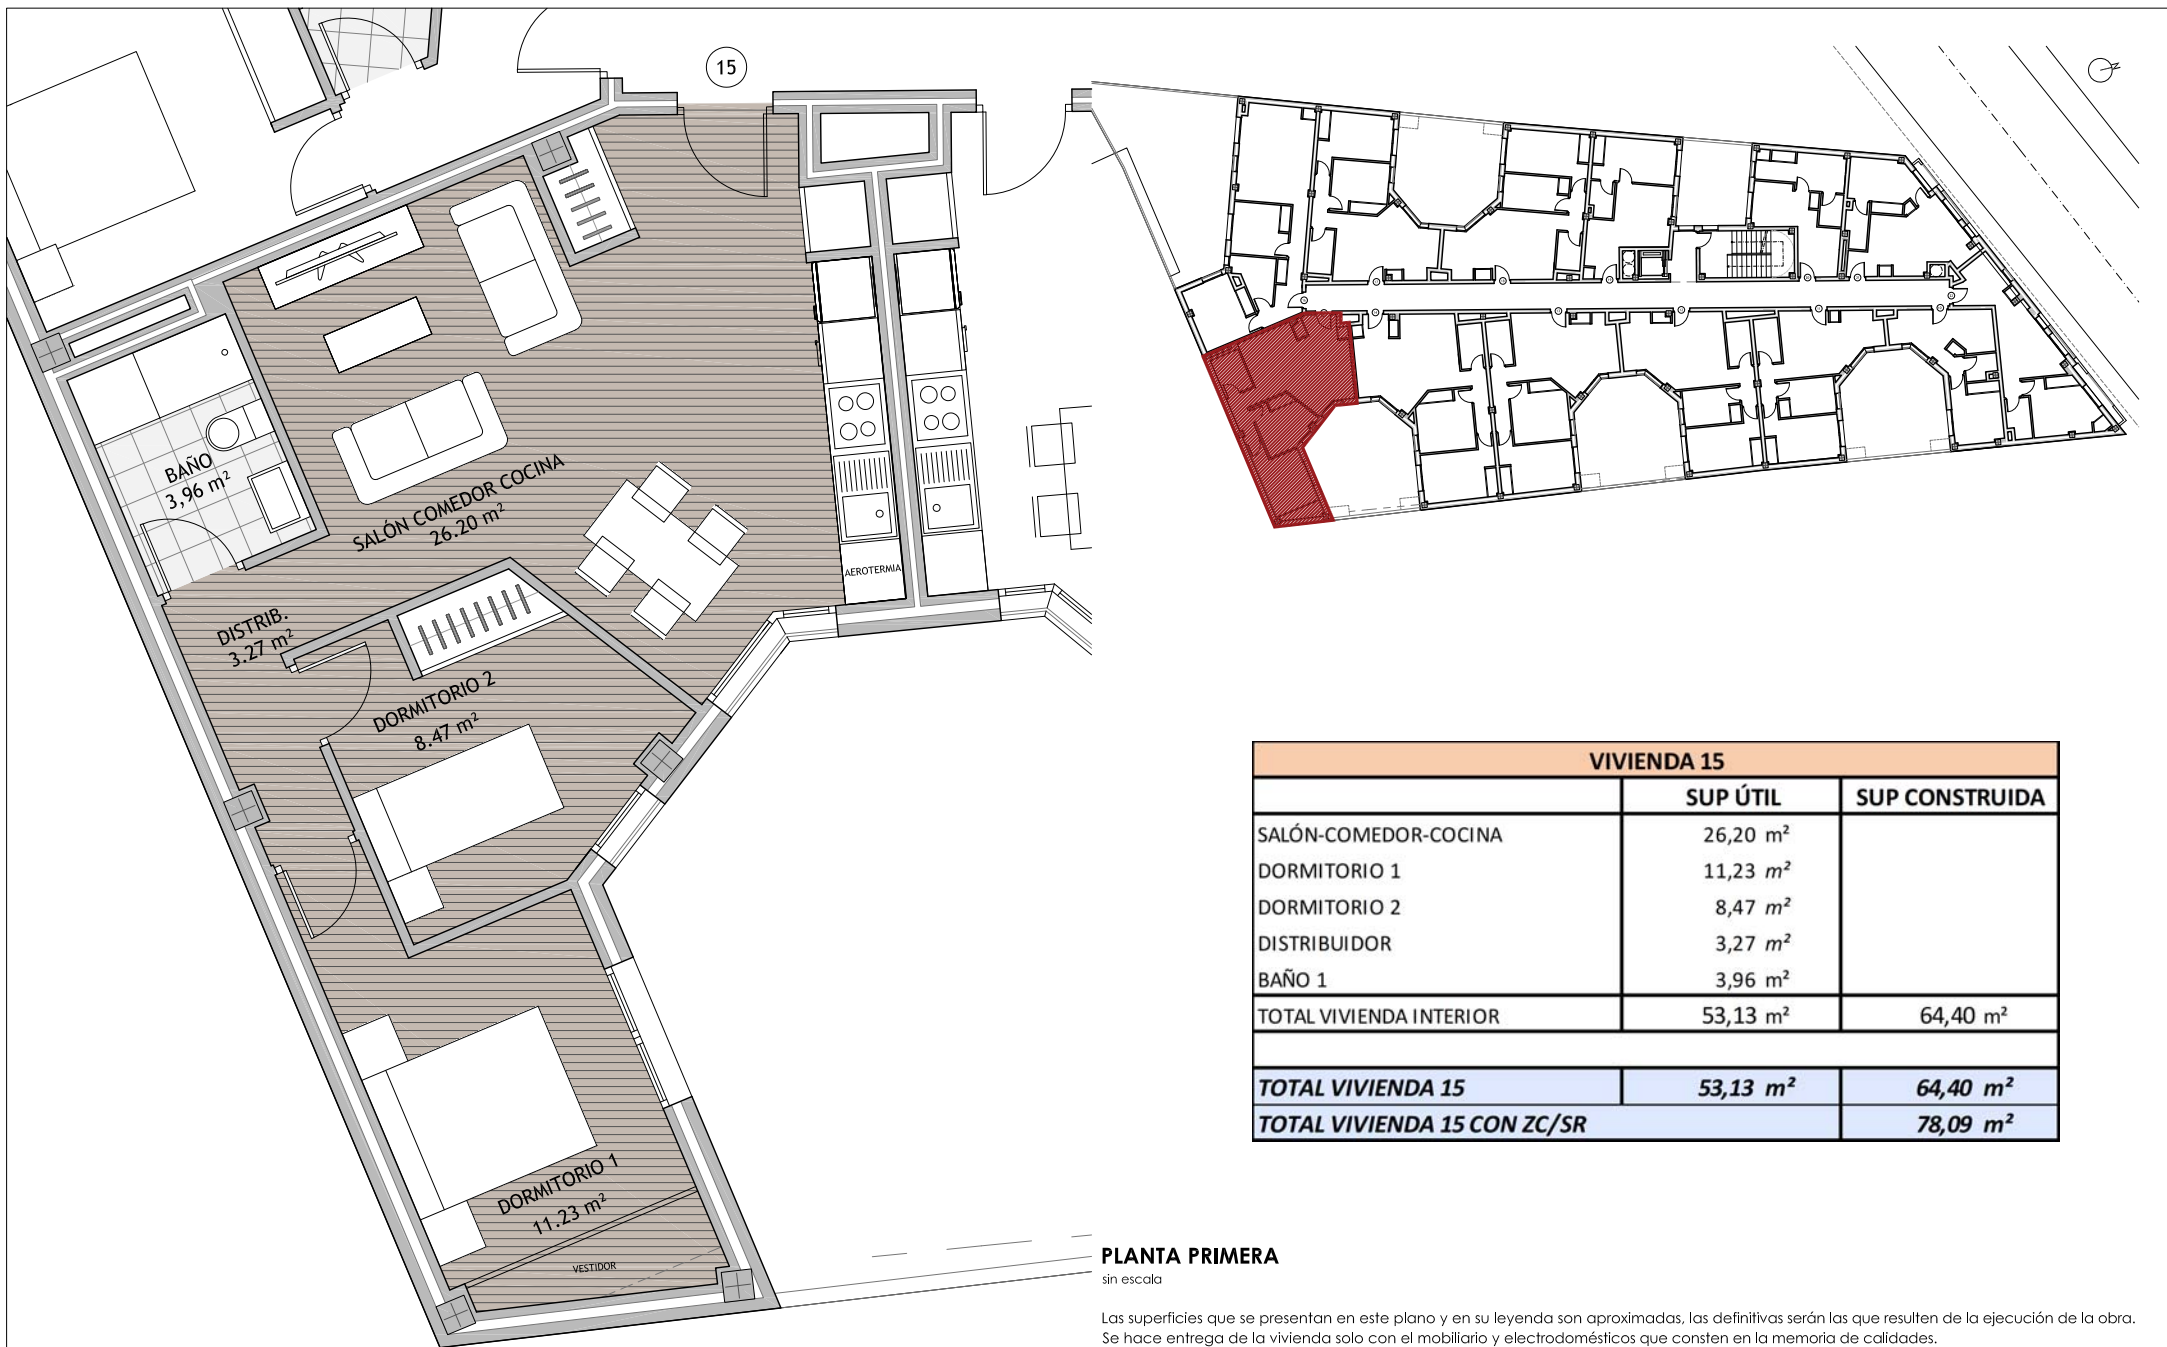 15
BAÑO
3,96 m²
SALÓN COMEDOR COCINA
26.20 m²
AEROTERMIA
DISTRIB.
3.27 m²
DORMITORIO 2
8.47 m²
DORMITORIO 1
11.23 m²
VESTIDOR
N
VIVIENDA 15
SUP ÚTIL SUP CONSTRUIDA
SALÓN-COMEDOR-COCINA 26,20 m²
DORMITORIO 1 11,23 m²
DORMITORIO 2 8,47 m²
DISTRIBUIDOR 3,27 m²
BAÑO 1 3,96 m²
TOTAL VIVIENDA INTERIOR 53,13 m² 64,40 m²
TOTAL VIVIENDA 15 53,13 m² 64,40 m²
TOTAL VIVIENDA 15 CON ZC/SR 78,09 m²
PLANTA PRIMERA
sin escala
Las superficies que se presentan en este plano y en su leyenda son aproximadas, las definitivas serán las que resulten de la ejecución de la obra.
Se hace entrega de la vivienda solo con el mobiliario y electrodomésticos que consten en la memoria de calidades.